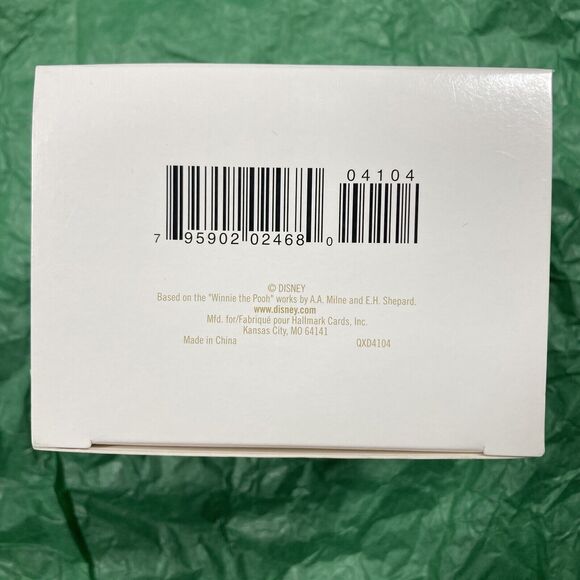 04104
7 95902 02468 0
© DISNEY
Based on the "Winnie the Pooh" works by A.A. Milne and E.H. Shepard.
www.disney.com
Mfd. for/Fabriqué pour Hallmark Cards, Inc.
Kansas City, MO 64141
Made in China QXD4104